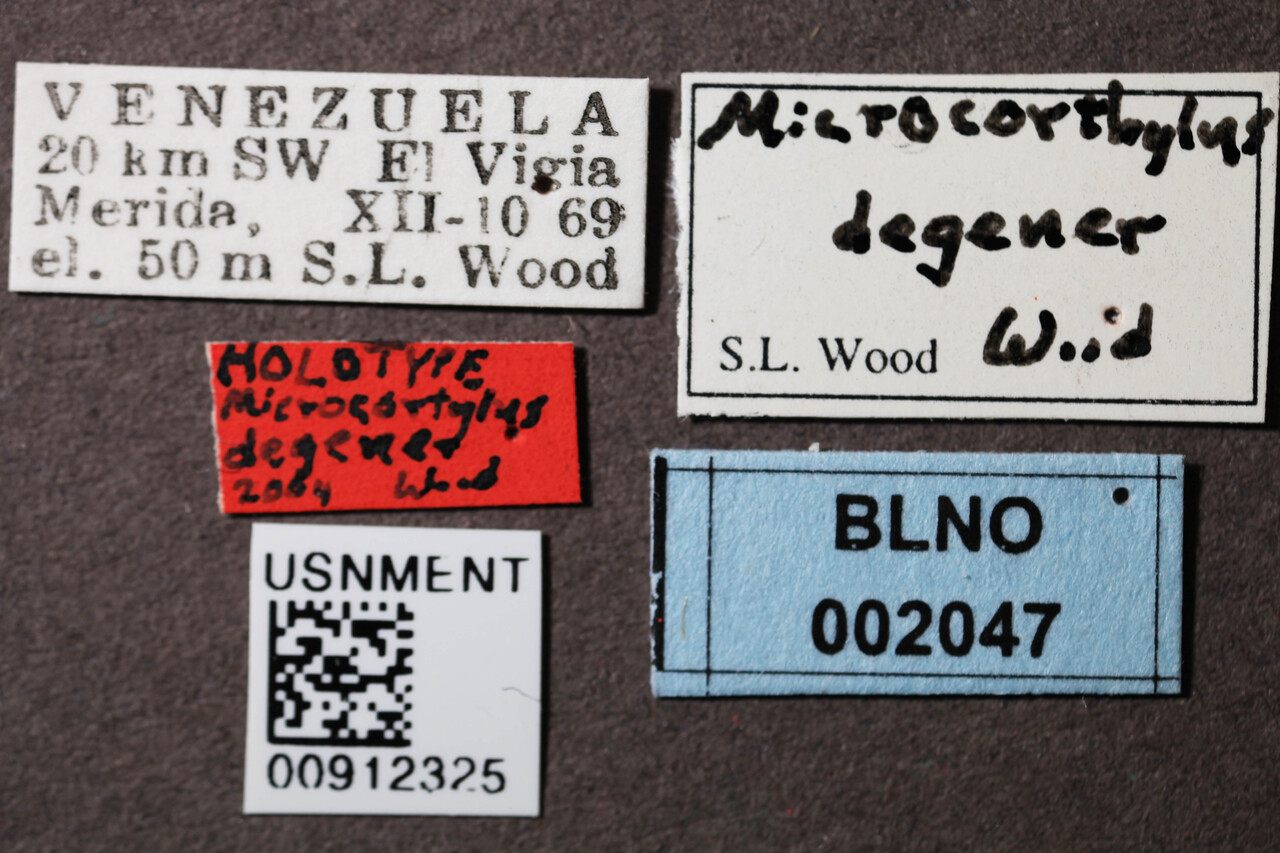 VENEZUELA
20 km SW El Vigia
Merida, XII-10 69
el. 50 m S.L. Wood
Microcorthylus
degener
S.L. Wood Wood
HOLOTYPE
Microcortylus
degener
2004 Wood
BLNO
002047
USNMENT
00912325